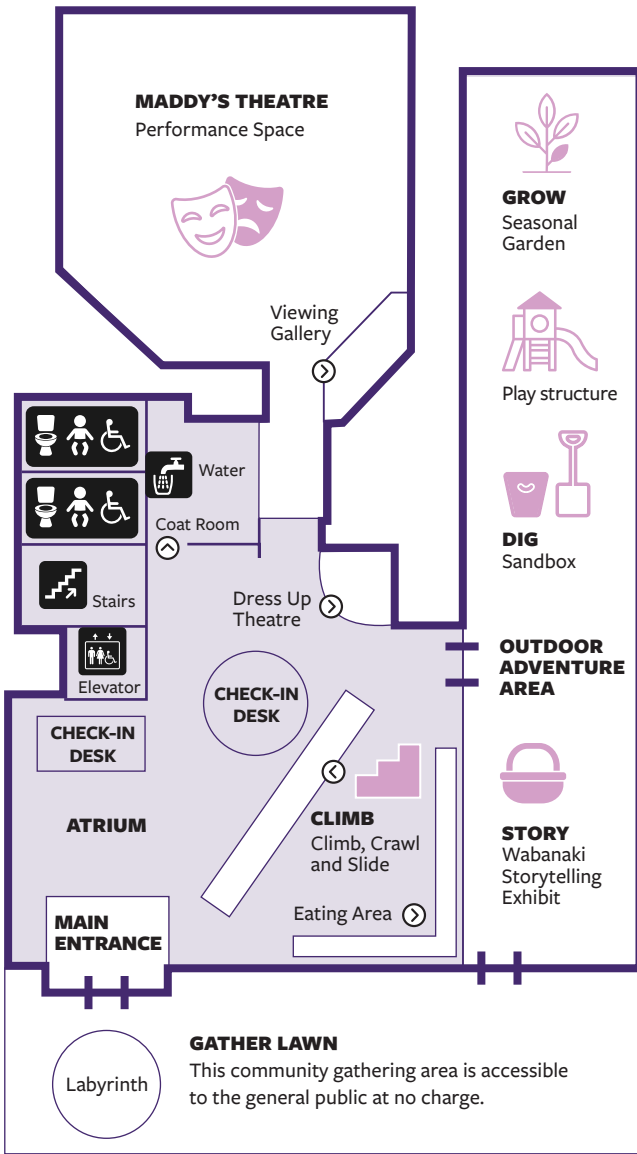 MADDY'S THEATRE
Performance Space
Viewing
Gallery
Water
Coat Room
Stairs
Dress Up
Theatre
Elevator
CHECK-IN
DESK
CHECK-IN
DESK
ATRIUM
CLIMB
Climb, Crawl
and Slide
Eating Area
MAIN
ENTRANCE
GROW
Seasonal
Garden
Play structure
DIG
Sandbox
OUTDOOR
ADVENTURE
AREA
STORY
Wabanaki
Storytelling
Exhibit
Labyrinth
GATHER LAWN
This community gathering area is accessible
to the general public at no charge.